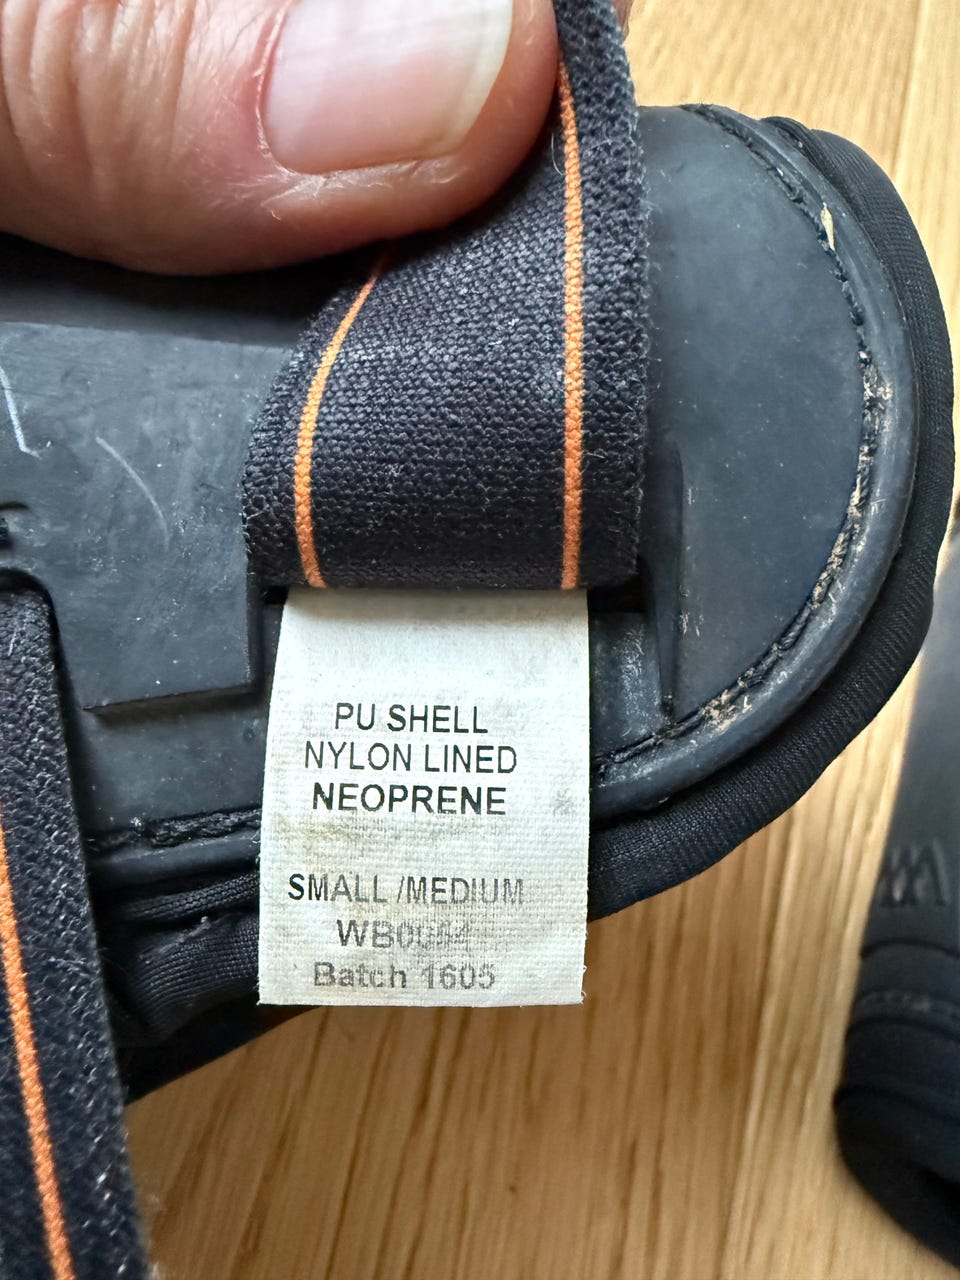 PU SHELL
NYLON LINED
NEOPRENE
SMALL /MEDIUM
Batch 1605